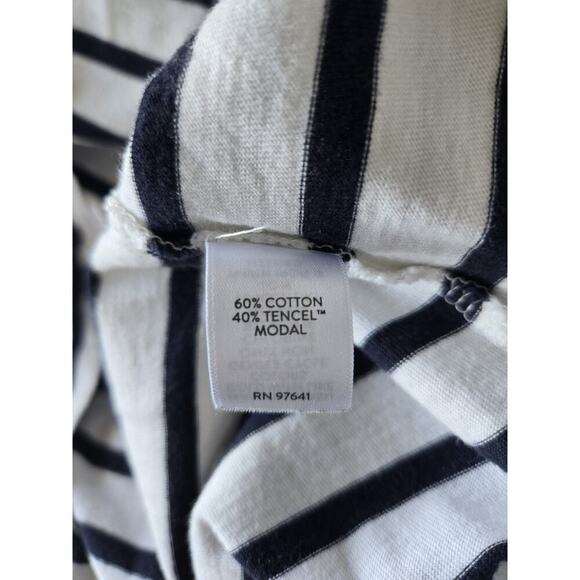 60% COTTON
40% TENCEL™
MODAL
RN 97641